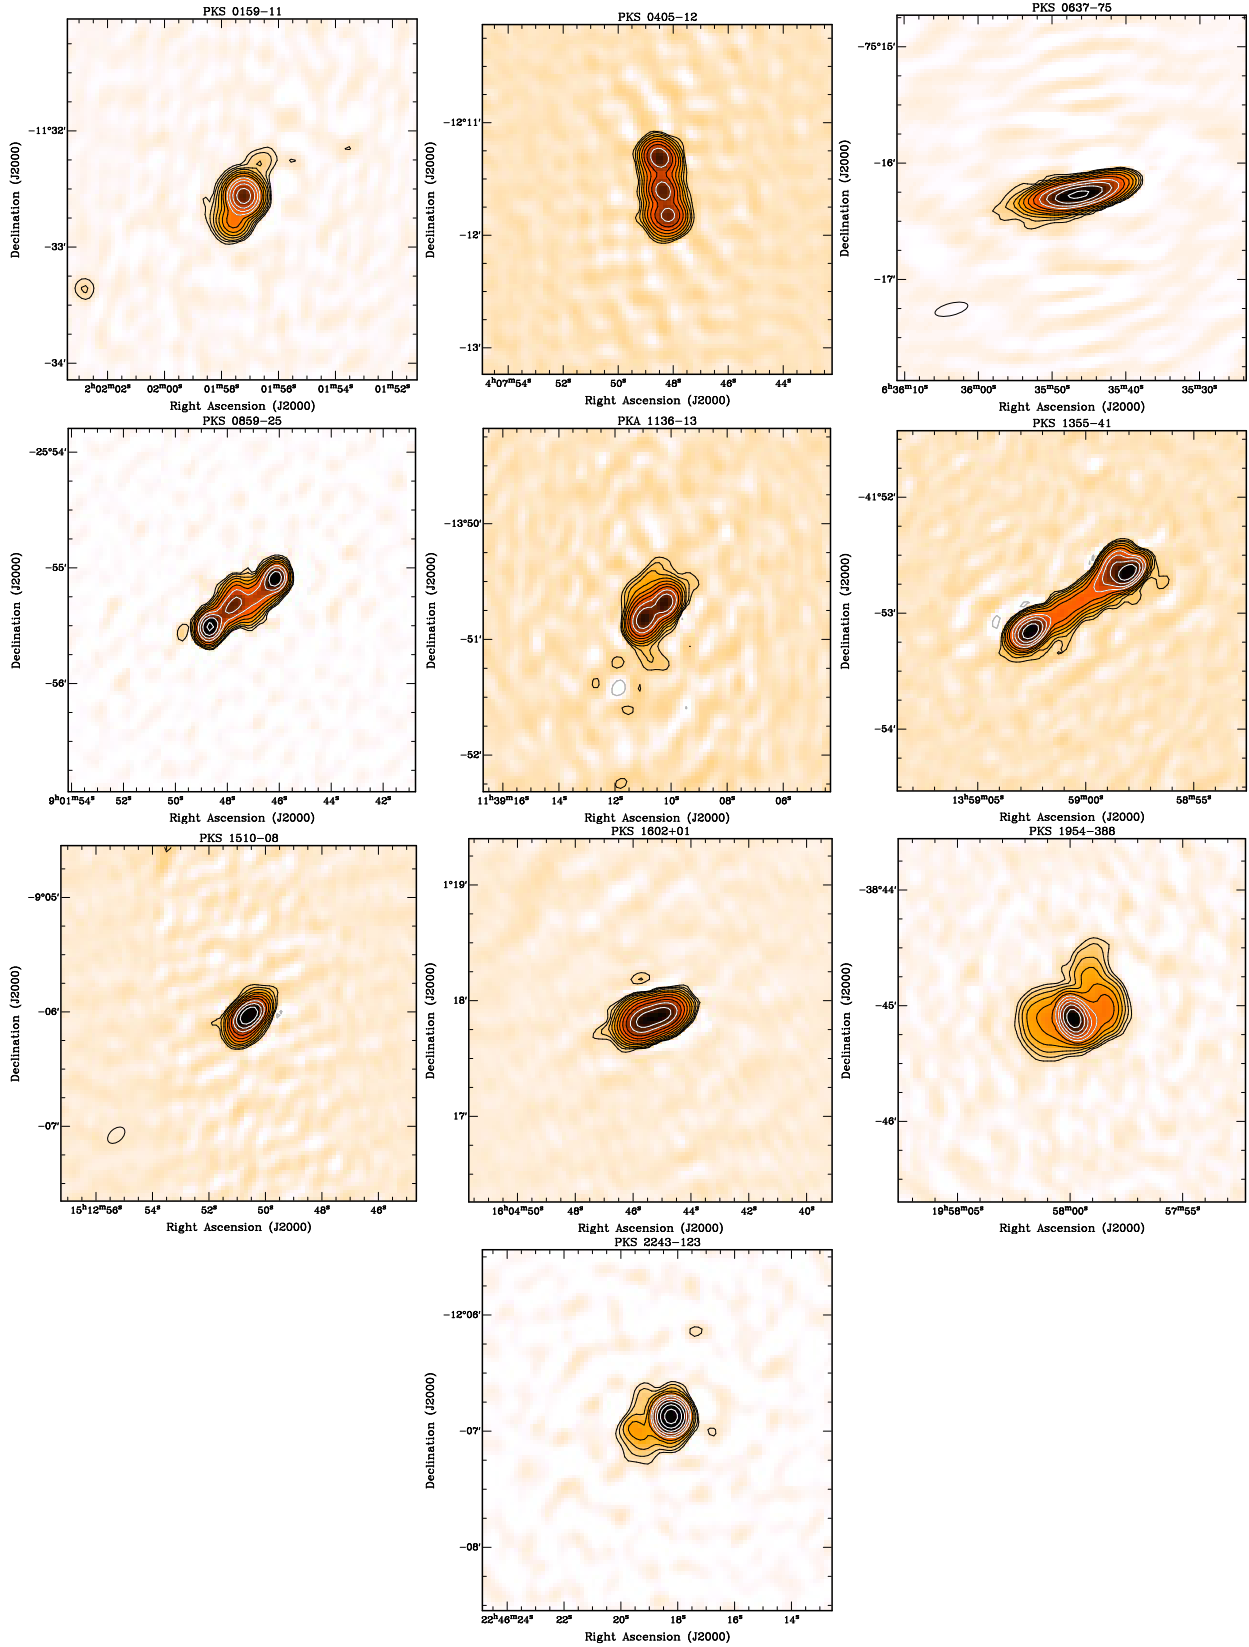 PKS 0159−11
Declination (J2000)
−11°32′
−33′
−34′
2ʰ02ᵐ02ˢ 02ᵐ00ˢ 01ᵐ58ˢ 01ᵐ56ˢ 01ᵐ54ˢ 01ᵐ52ˢ
Right Ascension (J2000)
PKS 0405−12
Declination (J2000)
−12°11′
−12′
−13′
4ʰ07ᵐ54ˢ 52ˢ 50ˢ 48ˢ 46ˢ 44ˢ
Right Ascension (J2000)
PKS 0637−75
Declination (J2000)
−75°15′
−16′
−17′
6ʰ36ᵐ10ˢ 36ᵐ00ˢ 35ᵐ50ˢ 35ᵐ40ˢ 35ᵐ30ˢ
Right Ascension (J2000)
PKS 0859−25
Declination (J2000)
−25°54′
−55′
−56′
9ʰ01ᵐ54ˢ 52ˢ 50ˢ 48ˢ 46ˢ 44ˢ 42ˢ
Right Ascension (J2000)
PKA 1136−13
Declination (J2000)
−13°50′
−51′
−52′
11ʰ39ᵐ16ˢ 14ˢ 12ˢ 10ˢ 08ˢ 06ˢ
Right Ascension (J2000)
PKS 1355−41
Declination (J2000)
−41°52′
−53′
−54′
13ʰ59ᵐ05ˢ 59ᵐ00ˢ 58ᵐ55ˢ
Right Ascension (J2000)
PKS 1510−08
Declination (J2000)
−9°05′
−06′
−07′
15ʰ12ᵐ56ˢ 54ˢ 52ˢ 50ˢ 48ˢ 46ˢ
Right Ascension (J2000)
PKS 1602+01
Declination (J2000)
1°19′
18′
17′
16ʰ04ᵐ50ˢ 48ˢ 46ˢ 44ˢ 42ˢ 40ˢ
Right Ascension (J2000)
PKS 1954−388
Declination (J2000)
−38°44′
−45′
−46′
19ʰ58ᵐ05ˢ 58ᵐ00ˢ 57ᵐ55ˢ
Right Ascension (J2000)
PKS 2243−123
Declination (J2000)
−12°06′
−07′
−08′
22ʰ46ᵐ24ˢ 22ˢ 20ˢ 18ˢ 16ˢ 14ˢ
Right Ascension (J2000)